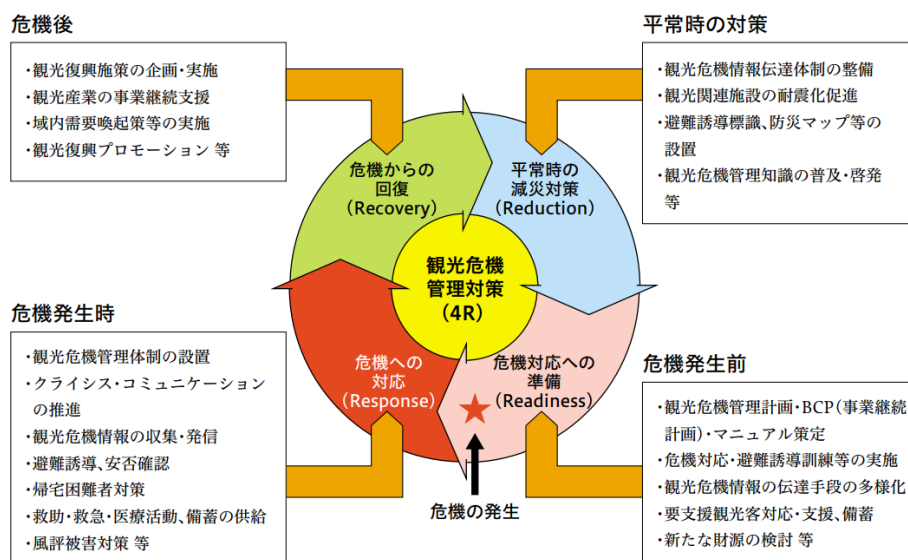 危機後
・観光復興施策の企画・実施
・観光産業の事業継続支援
・域内需要喚起策等の実施
・観光復興プロモーション 等
平常時の対策
・観光危機情報伝達体制の整備
・観光関連施設の耐震化促進
・避難誘導標識、防災マップ等の
設置
・観光危機管理知識の普及・啓発
等
危機からの
回復
（Recovery）
平常時の
減災対策
（Reduction）
観光危機
管理対策
（4R）
危機への
対応
（Response）
危機対応への
準備
（Readiness）
危機の発生
危機発生時
・観光危機管理体制の設置
・クライシス・コミュニケーション
の推進
・観光危機情報の収集・発信
・避難誘導、安否確認
・帰宅困難者対策
・救助・救急・医療活動、備蓄の供給
・風評被害対策 等
危機発生前
・観光危機管理計画・BCP（事業継続
計画）・マニュアル策定
・危機対応・避難誘導訓練等の実施
・観光危機情報の伝達手段の多様化
・要支援観光客対応・支援、備蓄
・新たな財源の検討 等